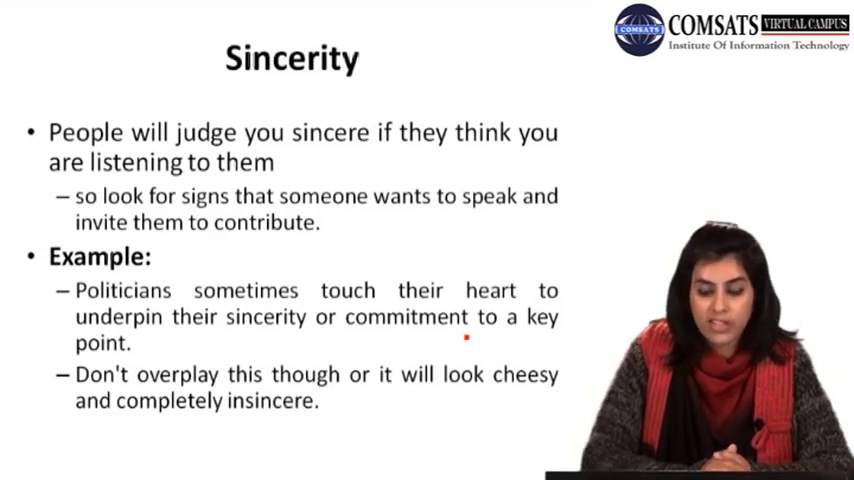 COMSATS VIRTUAL CAMPUS
COMSATS
Institute Of Information Technology
Sincerity
• People will judge you sincere if they think you
are listening to them
– so look for signs that someone wants to speak and
invite them to contribute.
• Example:
– Politicians sometimes touch their heart to
underpin their sincerity or commitment to a key
point.
– Don't overplay this though or it will look cheesy
and completely insincere.